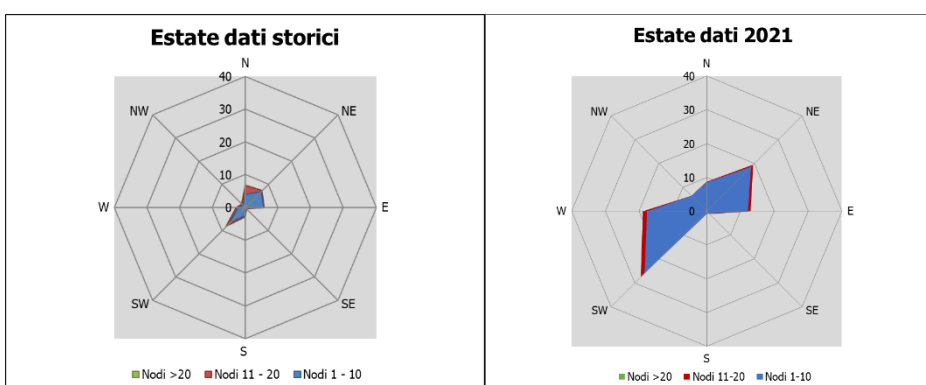 Estate dati storici
N
40
NW
30
NE
20
10
W
0
E
SW
SE
S
Nodi >20
Nodi 11 - 20
Nodi 1 - 10
Estate dati 2021
N
40
NW
30
NE
20
10
W
0
E
SW
SE
S
Nodi >20
Nodi 11-20
Nodi 1-10